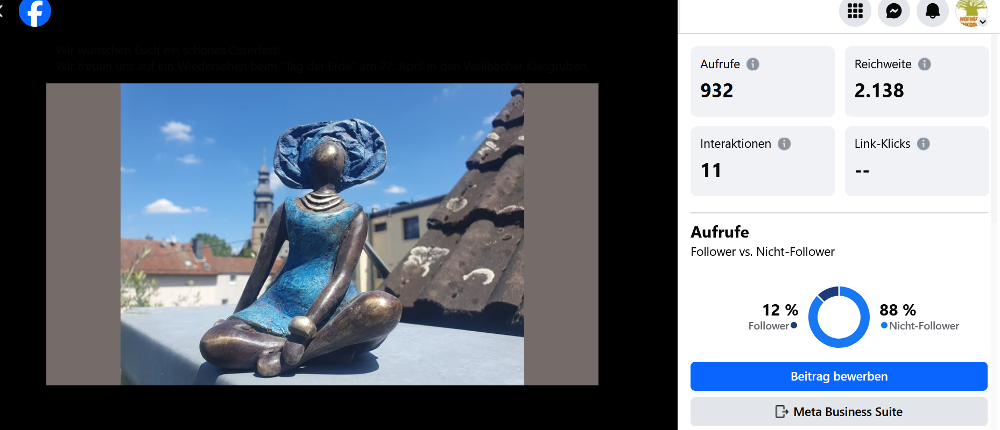 Wir wünschen Euch ein schönes Osterfest!
Wir freuen uns auf ein Wiedersehen beim "Tag der Erde" am 27. April in den Weilbacher Kiesgruben.
Aufrufe
932
Reichweite
2.138
Interaktionen
11
Link-Klicks
--
Aufrufe
Follower vs. Nicht-Follower
12 %
Follower
88 %
Nicht-Follower
Beitrag bewerben
Meta Business Suite